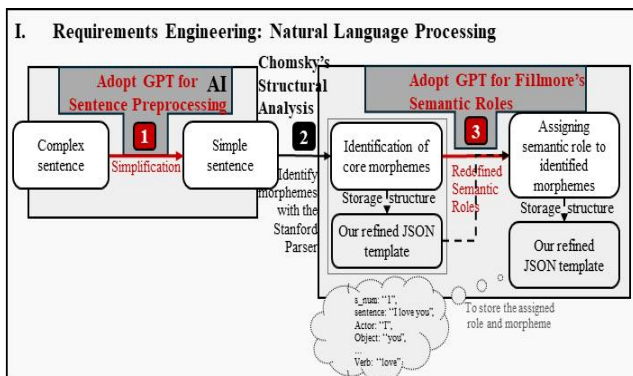 I. Requirements Engineering: Natural Language Processing
Adopt GPT for AI
Sentence Preprocessing
1
Complex
sentence
Simplification
Simple
sentence
Chomsky's
Structural
Analysis
2
Identify
morphemes
with the
Stanford
Parser
Adopt GPT for Fillmore's
Semantic Roles
3
Identification of
core morphemes
Redefined
Semantic
Roles
Assigning
semantic role to
identified
morphemes
Storage structure
Our refined JSON
template
Storage structure
Our refined
JSON template
s_num: "1",
sentence: "I love you",
Actor: "I",
Object: "you",
...
Verb: "love"
To store the assigned
role and morpheme